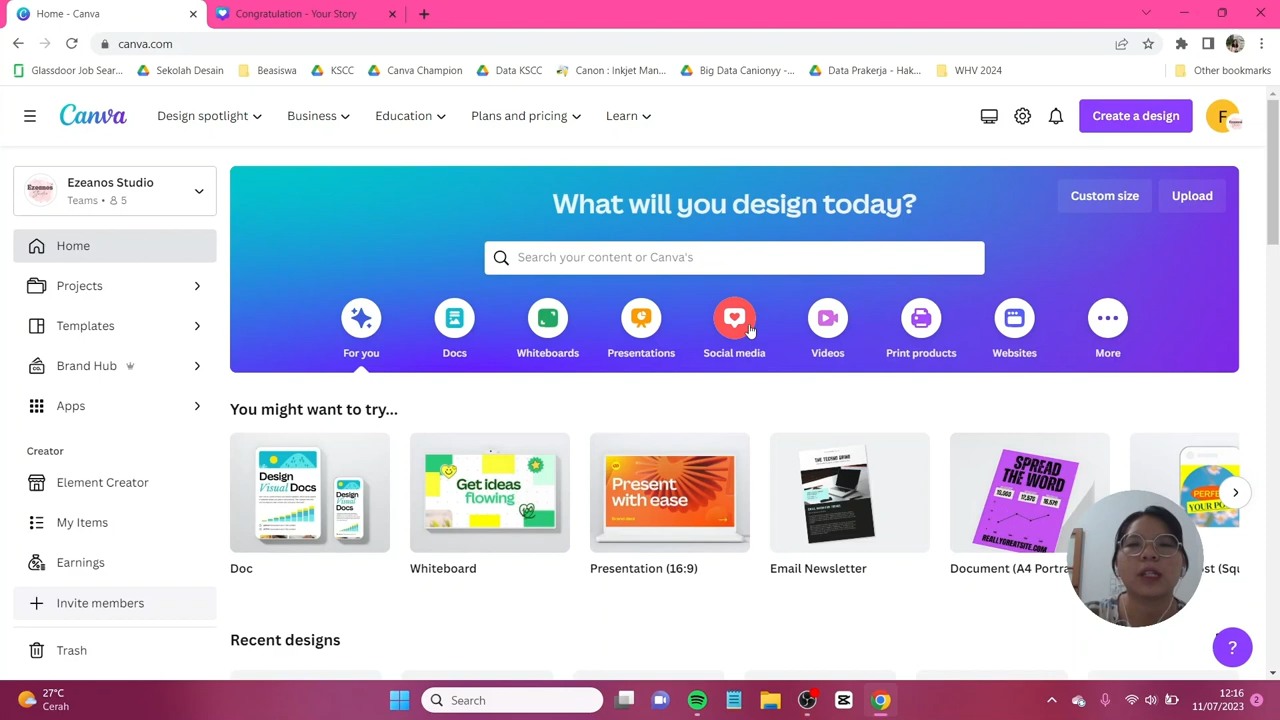 Home - Canva
Congratulation - Your Story
canva.com
Glassdoor Job Sear...
Sekolah Desain
Beasiswa
KSCC
Canva Champion
Data KSCC
Canon : Inkjet Man...
Big Data Canionyy -...
Data Prakerja - Hak...
WHV 2024
Other bookmarks
Canva
Design spotlight
Business
Education
Plans and pricing
Learn
Create a design
F
Ezeanos Studio
Teams • 5
Home
Projects
Templates
Brand Hub
Apps
Creator
Element Creator
My Items
Earnings
Invite members
Trash
What will you design today?
Custom size
Upload
Search your content or Canva's
For you
Docs
Whiteboards
Presentations
Social media
Videos
Print products
Websites
More
You might want to try...
Design
Visual Docs
Get ideas
flowing
Present
with ease
SPREAD
THE WORD
REALLYGREATSITE.COM
Doc
Whiteboard
Presentation (16:9)
Email Newsletter
Document (A4 Portra
st (Squ
Recent designs
?
27°C
Cerah
Search
12:16
11/07/2023
2